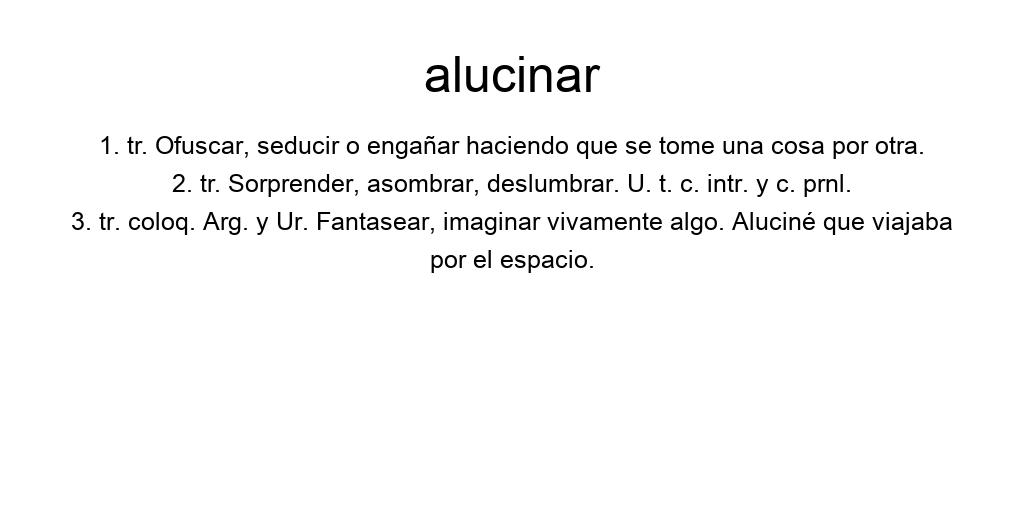 alucinar
1. tr. Ofuscar, seducir o engañar haciendo que se tome una cosa por otra.
2. tr. Sorprender, asombrar, deslumbrar. U. t. c. intr. y c. prnl.
3. tr. coloq. Arg. y Ur. Fantasear, imaginar vivamente algo. Aluciné que viajaba
por el espacio.